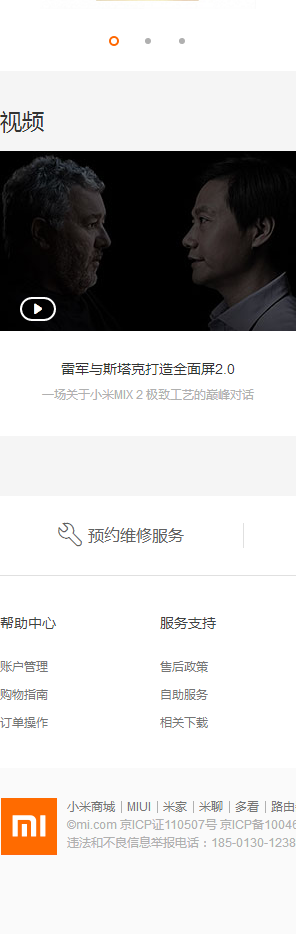 视频
雷军与斯塔克打造全面屏2.0
一场关于小米MIX 2 极致工艺的巅峰对话
预约维修服务
帮助中心 服务支持
账户管理 售后政策
购物指南 自助服务
订单操作 相关下载
小米商城 | MIUI | 米家 | 米聊 | 多看 | 路由
©mi.com 京ICP证110507号 京ICP备10046
违法和不良信息举报电话：185-0130-1238